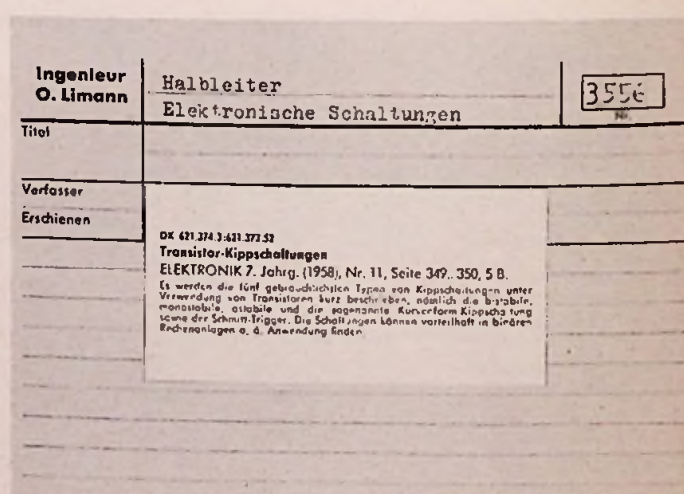 Ingenieur
O. Limann
Halbleiter
Elektronische Schaltungen
3556
Nr.
Titel
Verfasser
Erschienen
DK 621.374.3:621.377.52
Transistor-Kippschaltungen
ELEKTRONIK 7. Jahrg. (1958), Nr. 11, Seite 349..350, 5 B.
Es werden die fünf gebräuchlichsten Typen von Kippschaltungen unter
Verwendung von Transistoren kurz beschrieben, nämlich die bistabile,
monostabile, astabile und die sogenannte Kippschaltung
sowie der Schmitt-Trigger. Die Schaltungen können vorteilhaft in binären
Rechenanlagen o. ä. Anwendung finden.